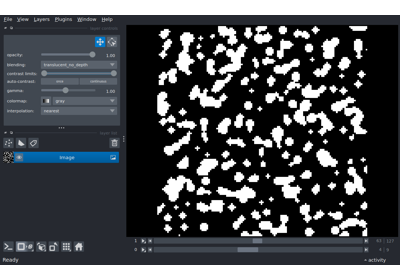 File View Layers Plugins Window Help
opacity: 1.00
blending: translucent_no_depth
contrast limits:
auto-contrast: once continuous
gamma: 1.00
colormap: gray
interpolation: nearest
Image
1
0
Ready activity